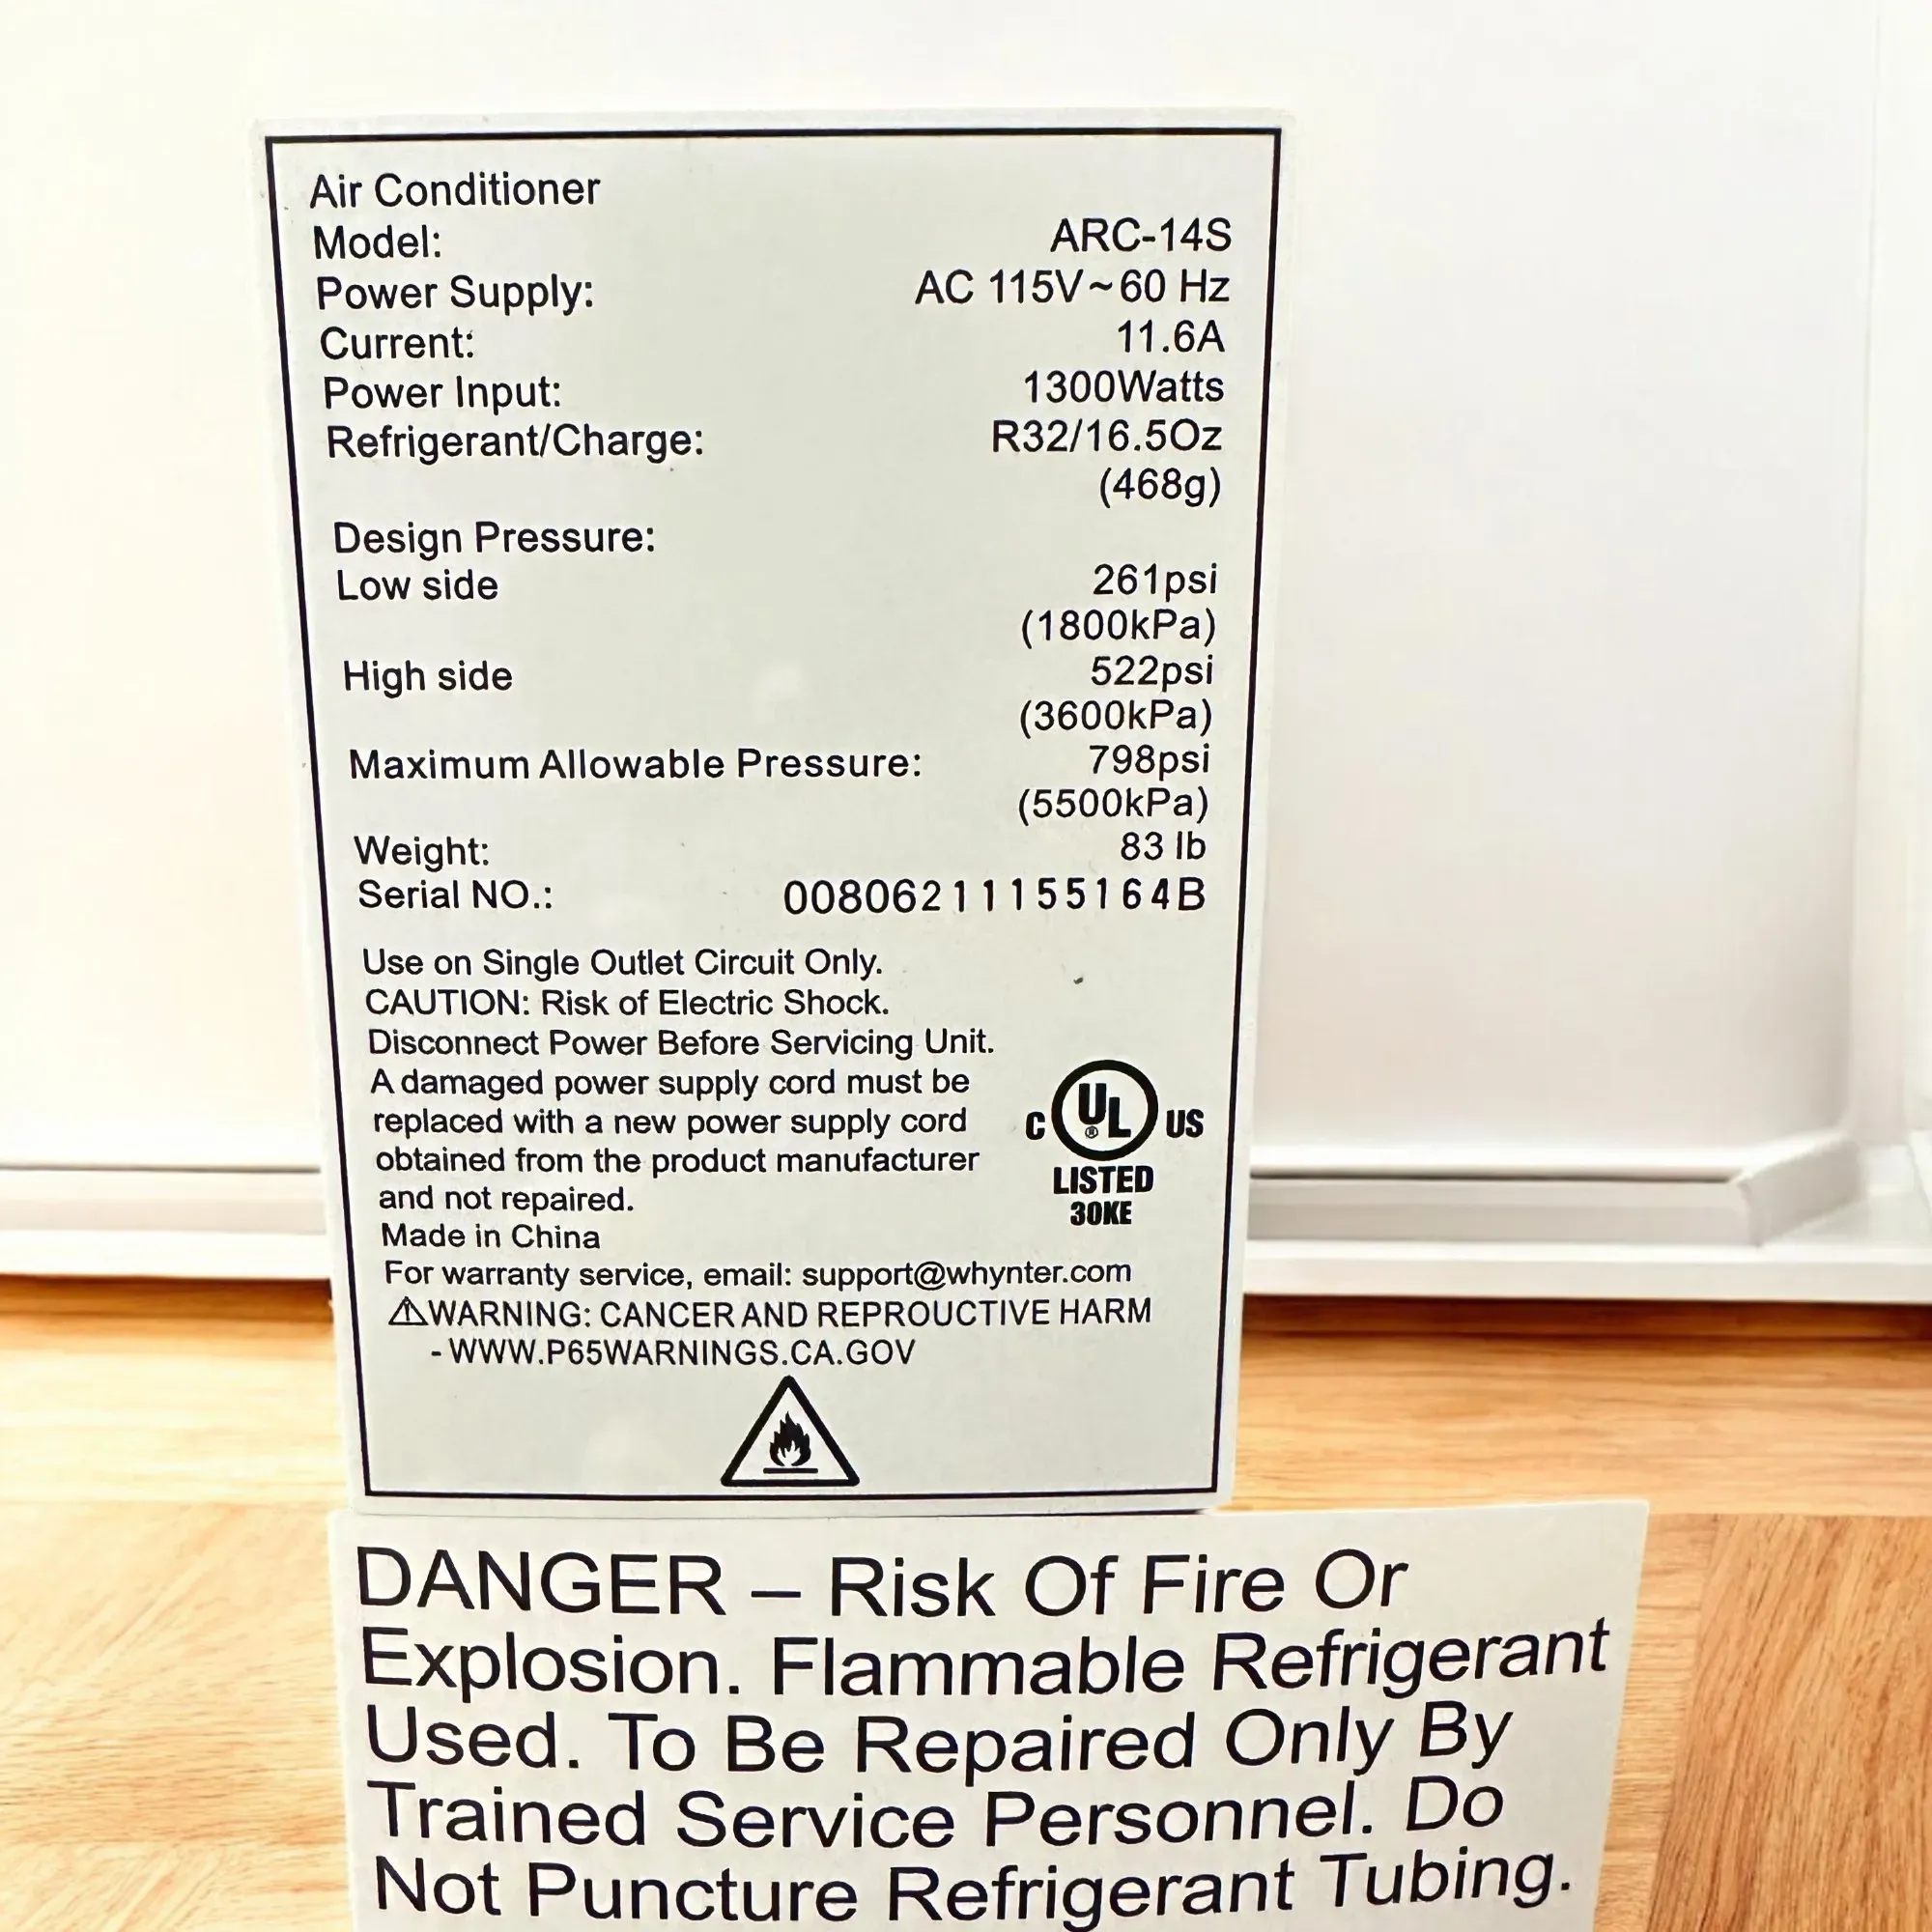 Air Conditioner
Model: ARC-14S
Power Supply: AC 115V~60 Hz
Current: 11.6A
Power Input: 1300Watts
Refrigerant/Charge: R32/16.5Oz
(468g)
Design Pressure:
Low side 261psi
(1800kPa)
High side 522psi
(3600kPa)
Maximum Allowable Pressure: 798psi
(5500kPa)
Weight: 83 lb
Serial NO.: 00806211155164B
Use on Single Outlet Circuit Only.
CAUTION: Risk of Electric Shock.
Disconnect Power Before Servicing Unit.
A damaged power supply cord must be
replaced with a new power supply cord
obtained from the product manufacturer
and not repaired.
C UL® US
LISTED
30KE
Made in China
For warranty service, email: support@whynter.com
⚠WARNING: CANCER AND REPROUCTIVE HARM
- WWW.P65WARNINGS.CA.GOV
DANGER – Risk Of Fire Or
Explosion. Flammable Refrigerant
Used. To Be Repaired Only By
Trained Service Personnel. Do
Not Puncture Refrigerant Tubing.